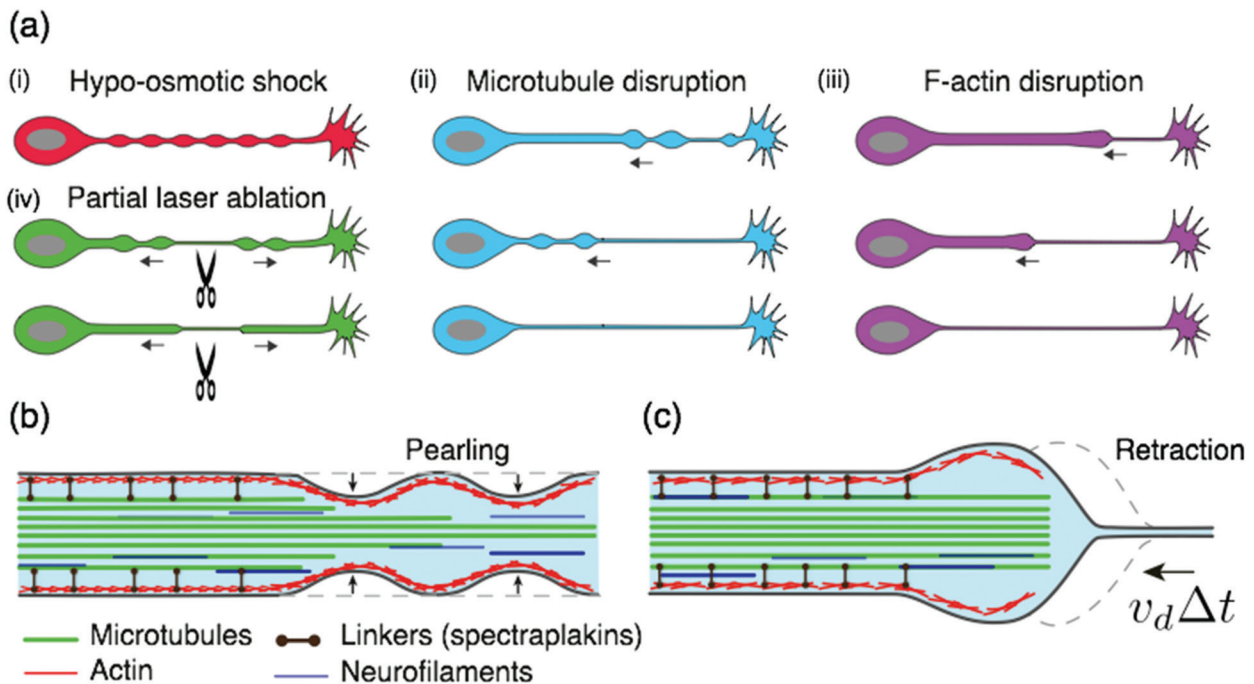 (a)
(i) Hypo-osmotic shock
(ii) Microtubule disruption
(iii) F-actin disruption
(iv) Partial laser ablation
(b)
Pearling
(c)
Retraction
v_d Δt
Microtubules
Linkers (spectraplakins)
Actin
Neurofilaments